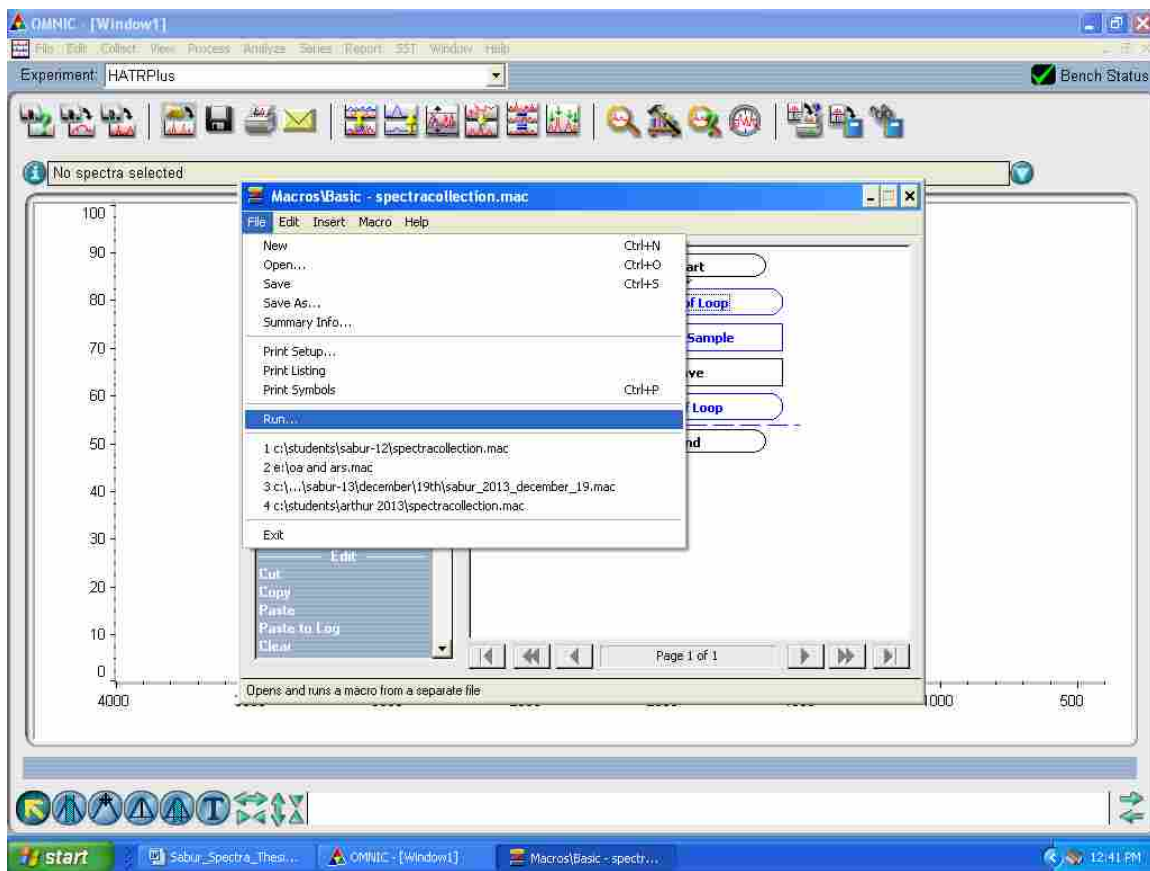 OMNIC - [Window1]
File Edit Collect View Process Analyze Series Report SST Window Help
Experiment: HATRPlus
Bench Status
No spectra selected
Macros\Basic - spectracollection.mac
File Edit Insert Macro Help
New Ctrl+N
Open... Ctrl+O
Save Ctrl+S
Save As...
Summary Info...
Print Setup...
Print Listing
Print Symbols Ctrl+P
Run...
1 c:\students\sabur-12\spectracollection.mac
2 e:\oa and ars.mac
3 c:\...\sabur-13\december\19th\sabur_2013_december_19.mac
4 c:\students\arthur 2013\spectracollection.mac
Exit
art
of Loop
Sample
ve
f Loop
nd
Edit
Cut
Copy
Paste
Paste to Log
Clear
Page 1 of 1
Opens and runs a macro from a separate file
100
90
80
70
60
50
40
30
20
10
0
4000 1000 500
T
start Sabur_Spectra_Thesi... OMNIC - [Window1] Macros\Basic - spectr... 12:41 PM